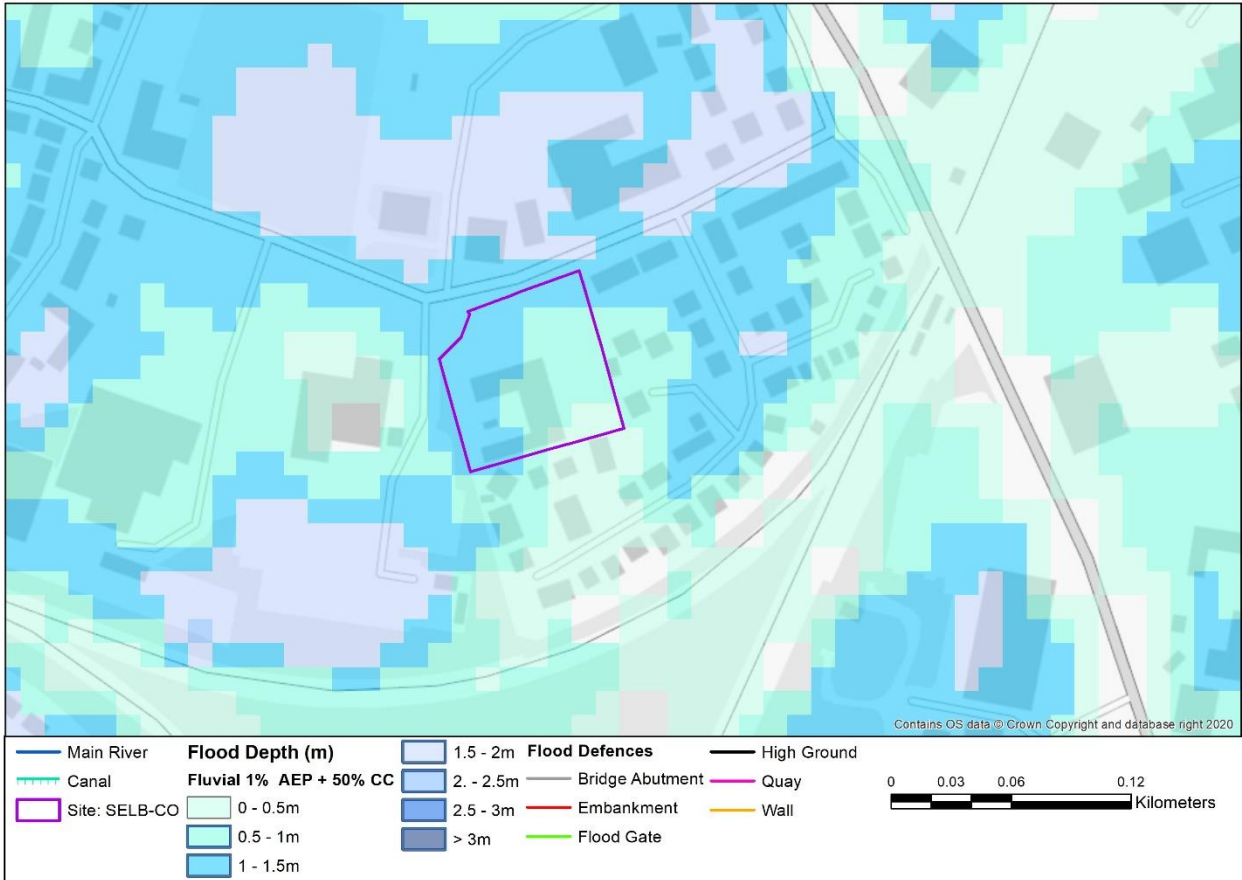 Contains OS data © Crown Copyright and database right 2020
Main River
Canal
Site: SELB-CO
Flood Depth (m)
Fluvial 1% AEP + 50% CC
0 - 0.5m
0.5 - 1m
1 - 1.5m
1.5 - 2m
2. - 2.5m
2.5 - 3m
> 3m
Flood Defences
Bridge Abutment
Embankment
Flood Gate
High Ground
Quay
Wall
0 0.03 0.06 0.12
Kilometers